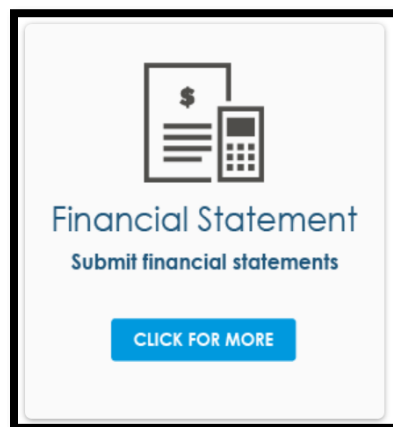 $
Financial Statement
Submit financial statements
CLICK FOR MORE